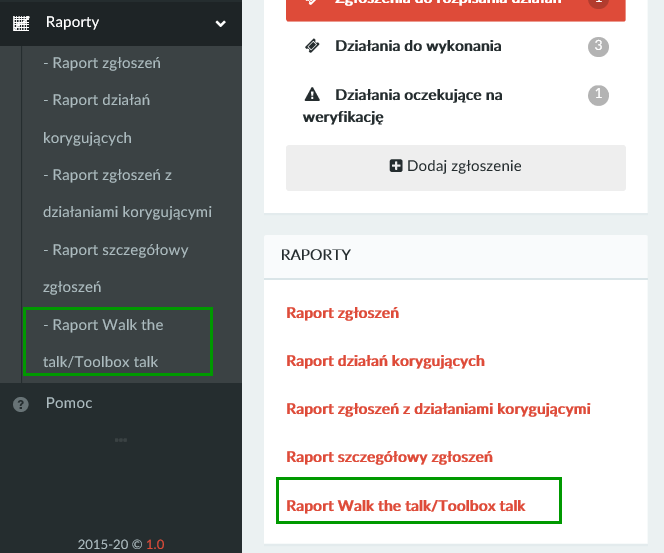 Raporty
- Raport zgłoszeń
- Raport działań
korygujących
- Raport zgłoszeń z
działaniami korygującymi
- Raport szczegółowy
zgłoszeń
- Raport Walk the
talk/Toolbox talk
Pomoc
2015-20 © 1.0
Zgłoszenia do rozpisania działań 1
Działania do wykonania 3
Działania oczekujące na 1
weryfikację
Dodaj zgłoszenie
RAPORTY
Raport zgłoszeń
Raport działań korygujących
Raport zgłoszeń z działaniami korygującymi
Raport szczegółowy zgłoszeń
Raport Walk the talk/Toolbox talk